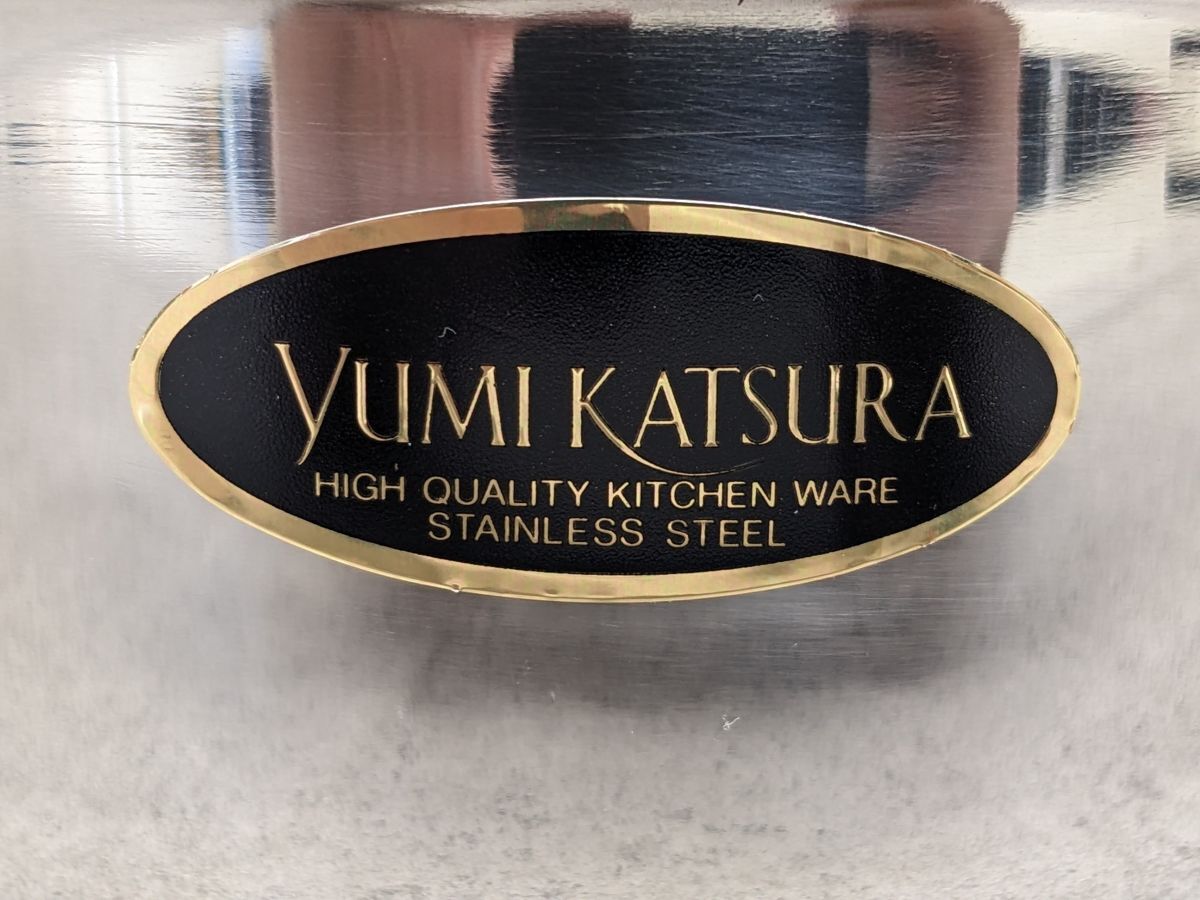 YUMI KATSURA
HIGH QUALITY KITCHEN WARE
STAINLESS STEEL